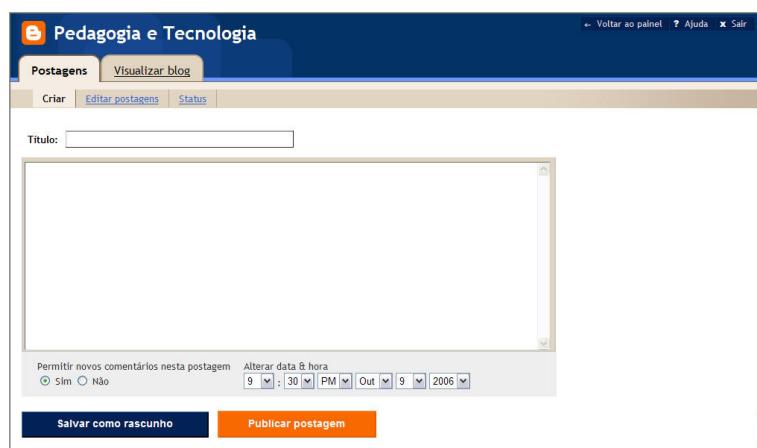 Pedagogia e Tecnologia
← Voltar ao painel ? Ajuda x Sair
Postagens Visualizar blog
Criar Editar postagens Status
Título:
Permitir novos comentários nesta postagem Alterar data & hora
Sim Não 9 : 30 PM Out 9 2006
Salvar como rascunho Publicar postagem